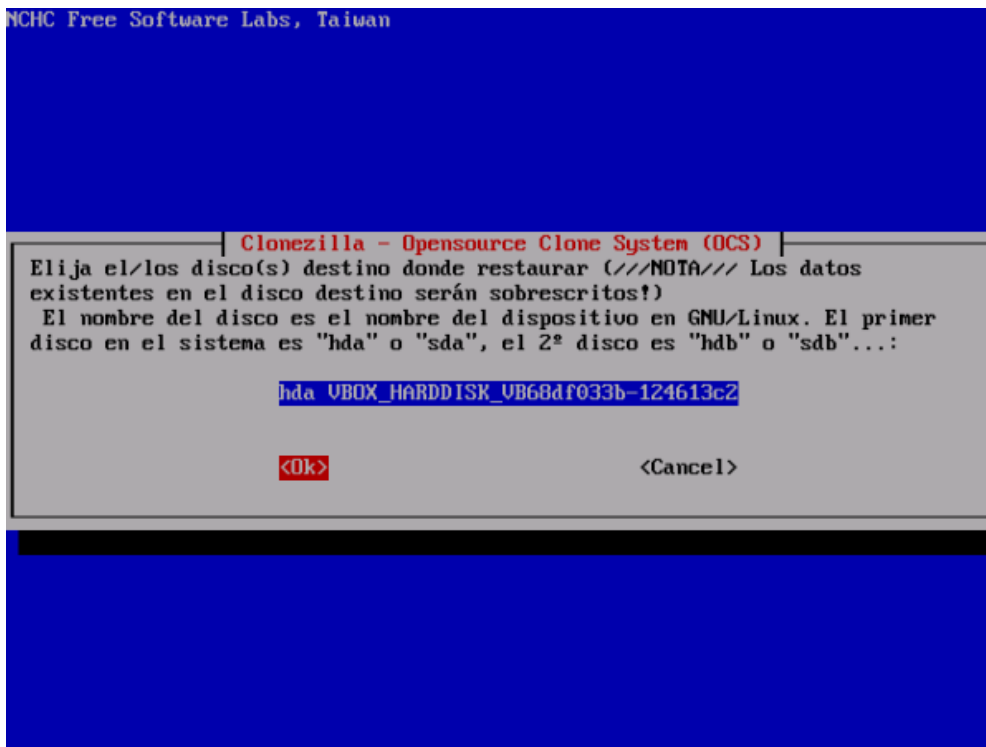 NCHC Free Software Labs, Taiwan
Clonezilla - Opensource Clone System (OCS)
Elija el/los disco(s) destino donde restaurar (///NOTA/// Los datos
existentes en el disco destino serán sobrescritos!)
El nombre del disco es el nombre del dispositivo en GNU/Linux. El primer
disco en el sistema es "hda" o "sda", el 2º disco es "hdb" o "sdb"...:
hda VBOX_HARDDISK_VB68df033b-124613c2
<Ok> <Cancel>